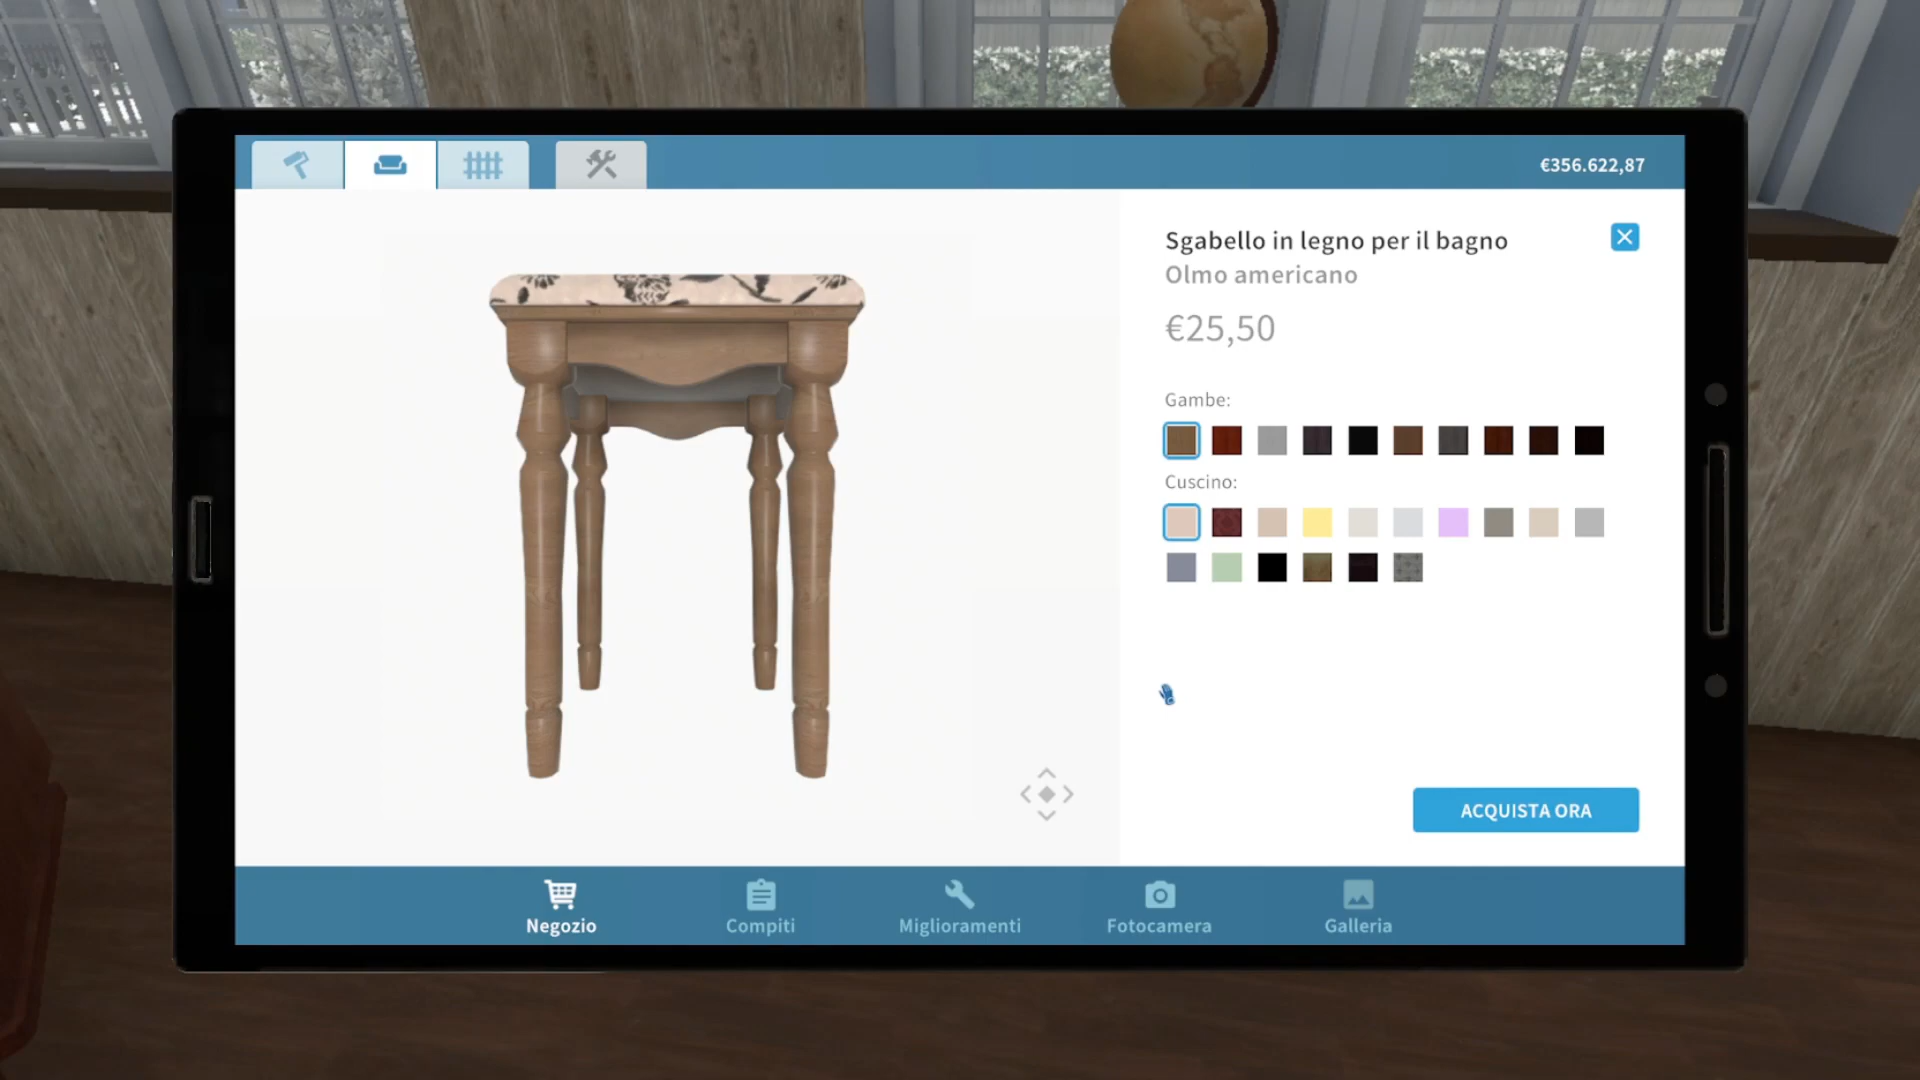 €356.622,87
Sgabello in legno per il bagno
Olmo americano
€25,50
Gambe:
Cuscino:
ACQUISTA ORA
Negozio
Compiti
Miglioramenti
Fotocamera
Galleria